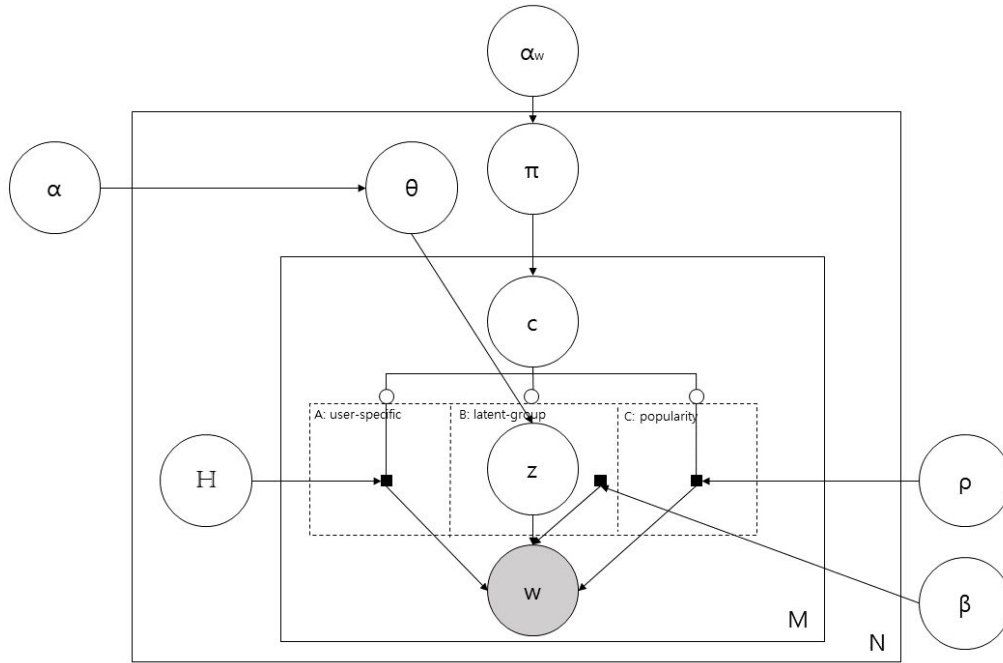 αw
α
θ
π
c
A: user-specific
B: latent-group
C: popularity
H
z
ρ
w
β
M
N